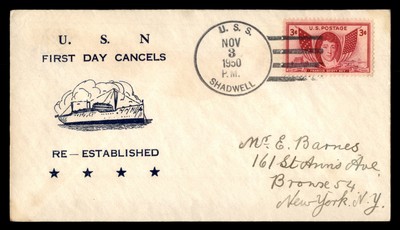 U. S. N
FIRST DAY CANCELS
RE-ESTABLISHED
U. S. S.
NOV
3
1950
P.M.
SHADWELL
U.S. POSTAGE
3¢ 3¢
Mr. E. Barnes
161 St Ann's Ave
Bronx 54
New York. N.Y.